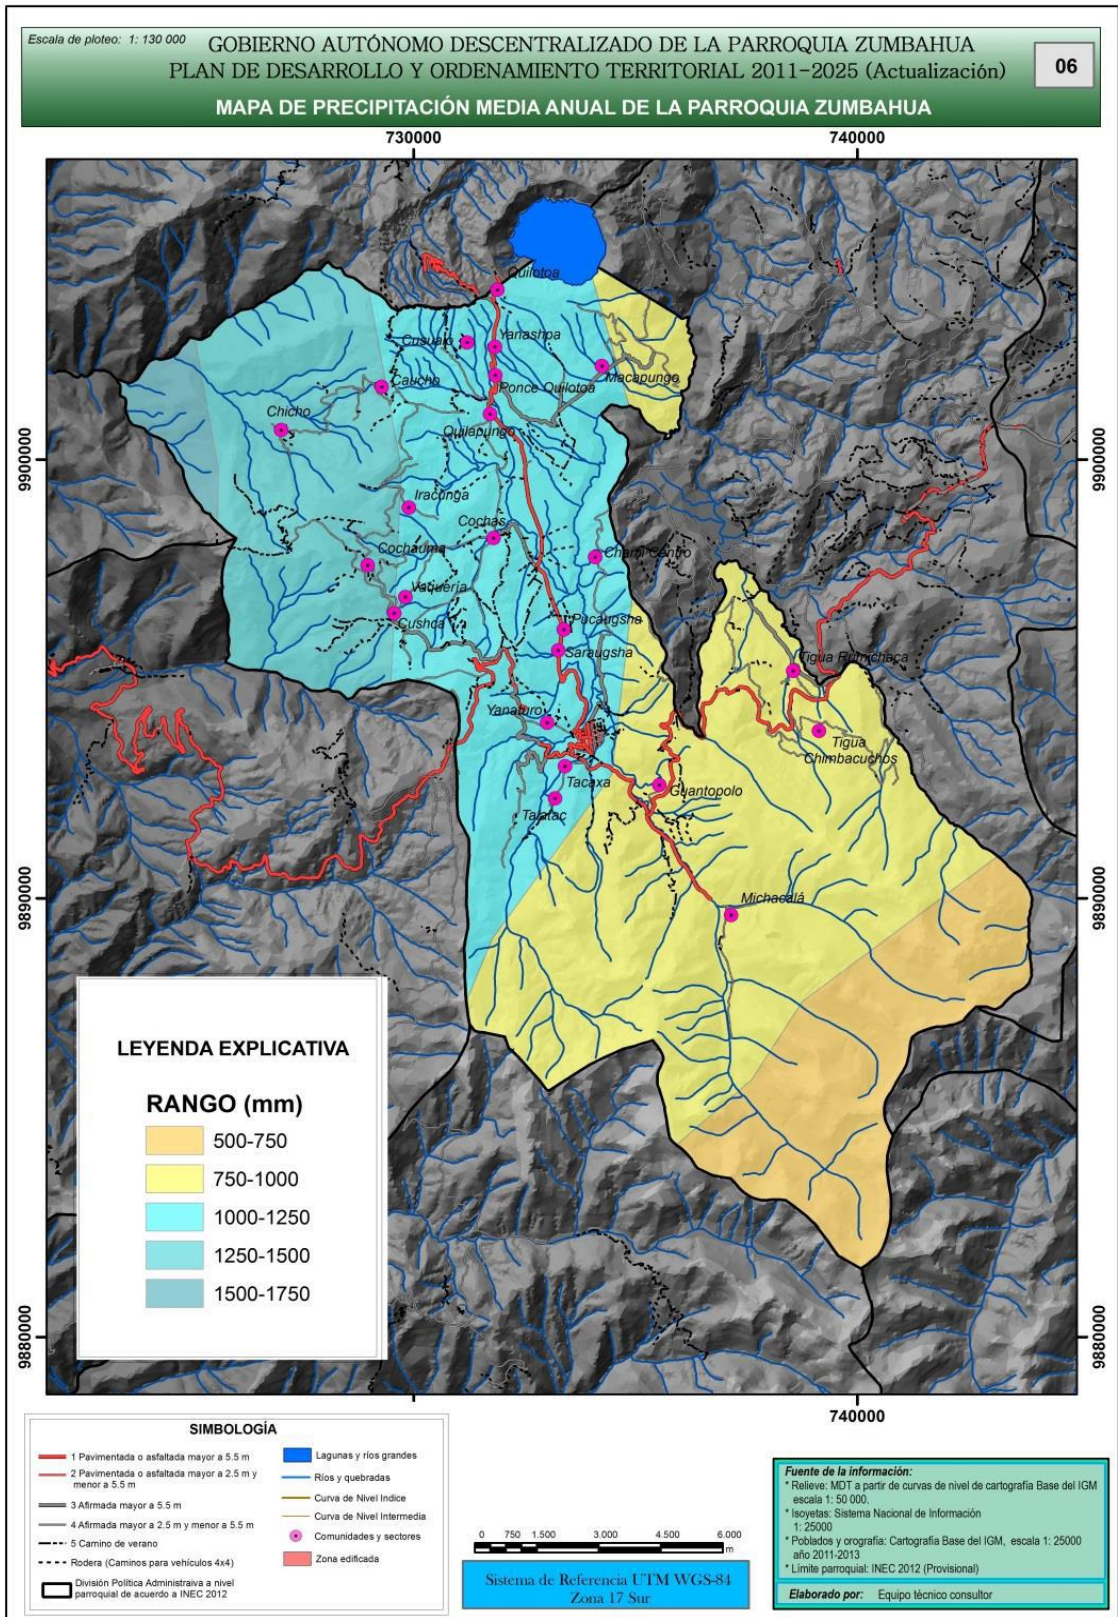 Escala de ploteo: 1: 130 000
GOBIERNO AUTÓNOMO DESCENTRALIZADO DE LA PARROQUIA ZUMBAHUA
PLAN DE DESARROLLO Y ORDENAMIENTO TERRITORIAL 2011-2025 (Actualización)
06
MAPA DE PRECIPITACIÓN MEDIA ANUAL DE LA PARROQUIA ZUMBAHUA
730000
740000
Quilotoa
Cusualo
Yanashpa
Caucho
Ponce Quilotoa
Macapungo
Chicho
Quilapungo
9900000
9900000
Iracunga
Cochas
Cochauma
Chami Centro
Vaquería
Cushca
Pucaugsha
Saraugsha
Tigua Rumichaca
Yanaturo
Tigua
Chimbacuchos
Tacaxa
Guantopolo
Talatac
Michacalá
9890000
9890000
LEYENDA EXPLICATIVA
RANGO (mm)
500-750
750-1000
1000-1250
1250-1500
1500-1750
9880000
9880000
740000
SIMBOLOGÍA
1 Pavimentada o asfaltada mayor a 5.5 m
2 Pavimentada o asfaltada mayor a 2.5 m y
menor a 5.5 m
3 Afirmada mayor a 5.5 m
4 Afirmada mayor a 2.5 m y menor a 5.5 m
5 Camino de verano
Rodera (Caminos para vehículos 4x4)
División Política Administraiva a nivel
parroquial de acuerdo a INEC 2012
Lagunas y ríos grandes
Ríos y quebradas
Curva de Nivel Indice
Curva de Nivel Intermedia
Comunidades y sectores
Zona edificada
0 750 1.500 3.000 4.500 6.000
m
Sistema de Referencia UTM WGS-84
Zona 17 Sur
Fuente de la información:
* Relieve: MDT a partir de curvas de nivel de cartografía Base del IGM
escala 1: 50 000.
* Isoyetas: Sistema Nacional de Información
1: 25000
* Poblados y orografía: Cartografía Base del IGM, escala 1: 25000
año 2011-2013
* Límite parroquial: INEC 2012 (Provisional)
Elaborado por: Equipo técnico consultor